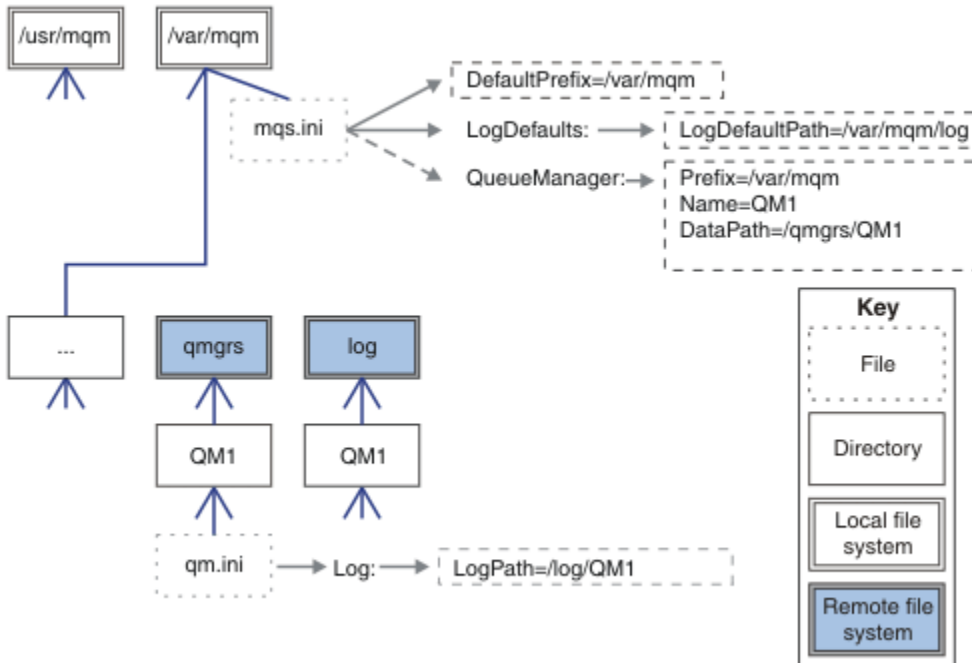 /usr/mqm
/var/mqm
mqs.ini
DefaultPrefix=/var/mqm
LogDefaults:
LogDefaultPath=/var/mqm/log
QueueManager:
Prefix=/var/mqm
Name=QM1
DataPath=/qmgrs/QM1
...
qmgrs
log
QM1
QM1
qm.ini
Log:
LogPath=/log/QM1
Key
File
Directory
Local file
system
Remote file
system